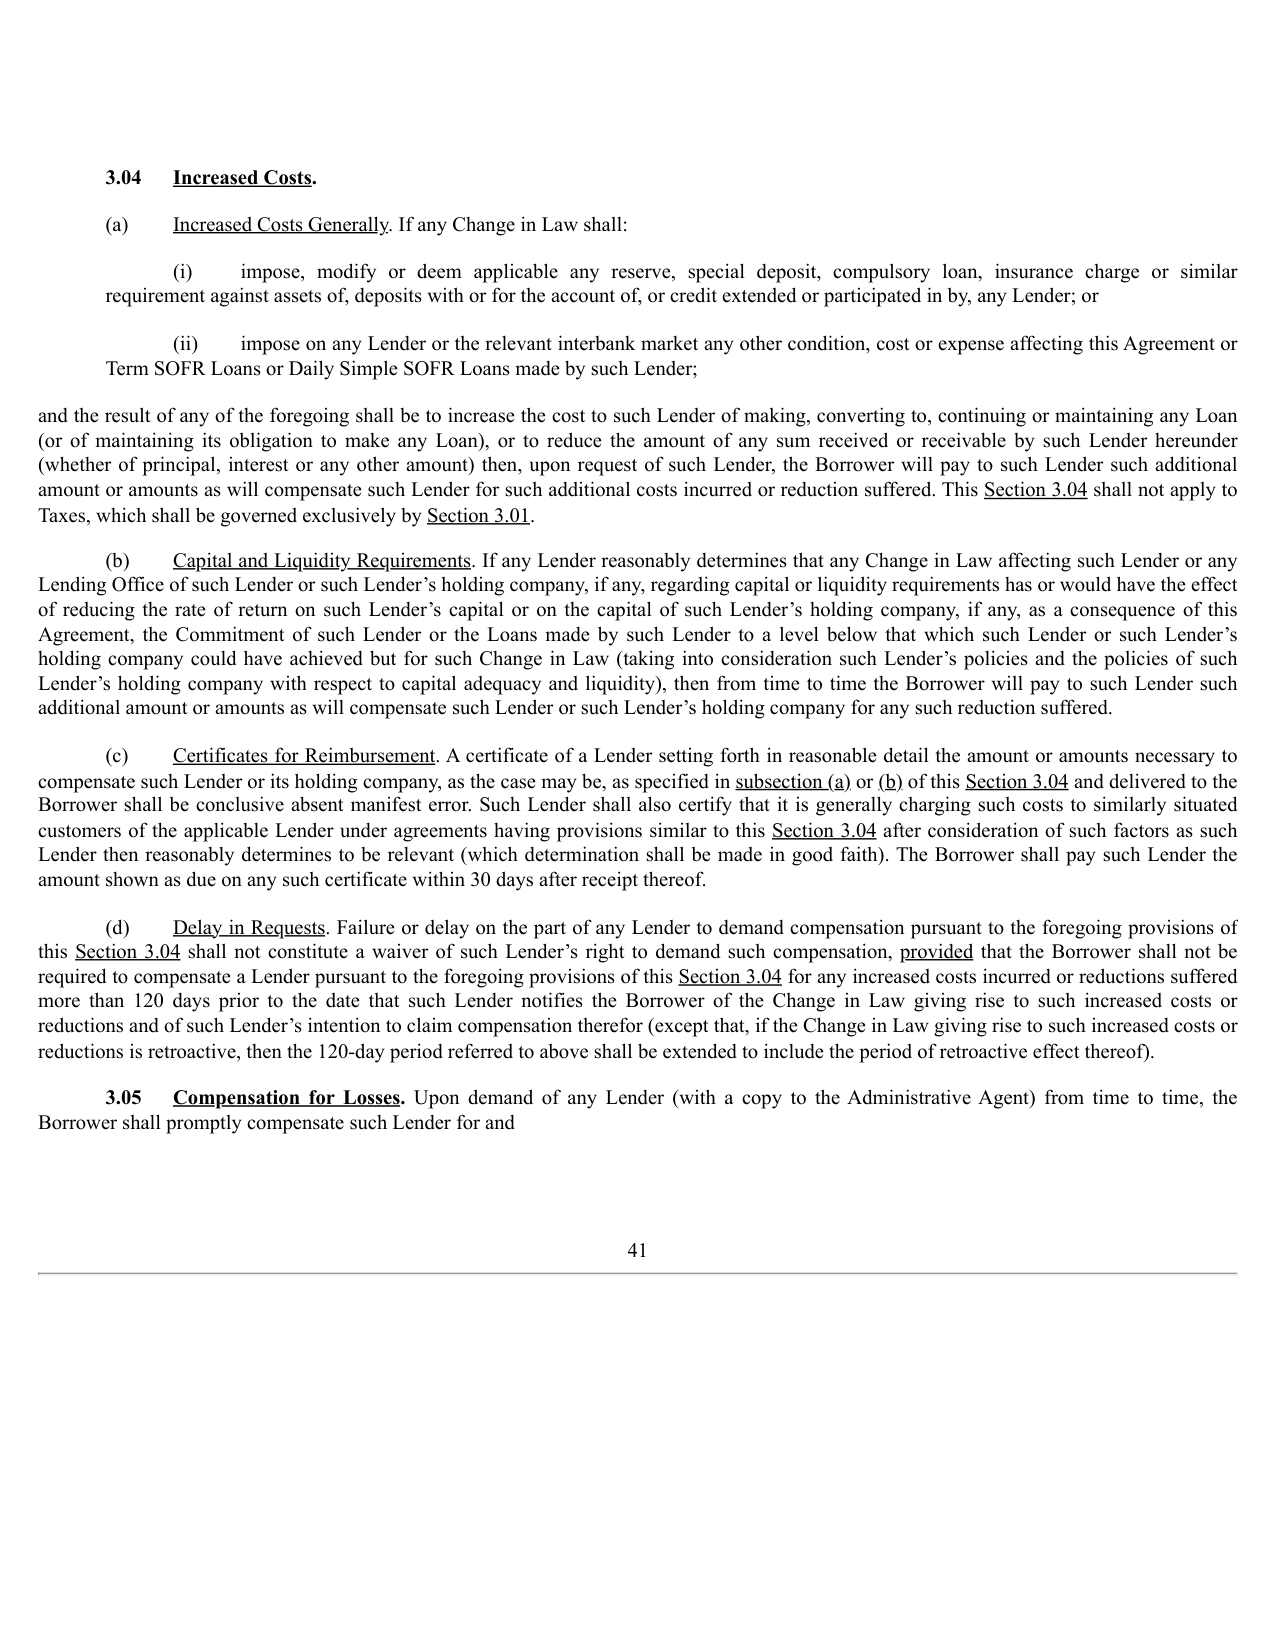 3.04 Increased Costs.
(a) Increased Costs Generally. If any Change in Law shall:
(i) impose, modify or deem applicable any reserve, special deposit, compulsory loan, insurance charge or similar
requirement against assets of, deposits with or for the account of, or credit extended or participated in by, any Lender; or
(ii) impose on any Lender or the relevant interbank market any other condition, cost or expense affecting this Agreement or
Term SOFR Loans or Daily Simple SOFR Loans made by such Lender;
and the result of any of the foregoing shall be to increase the cost to such Lender of making, converting to, continuing or maintaining any Loan
(or of maintaining its obligation to make any Loan), or to reduce the amount of any sum received or receivable by such Lender hereunder
(whether of principal, interest or any other amount) then, upon request of such Lender, the Borrower will pay to such Lender such additional
amount or amounts as will compensate such Lender for such additional costs incurred or reduction suffered. This Section 3.04 shall not apply to
Taxes, which shall be governed exclusively by Section 3.01.
(b) Capital and Liquidity Requirements. If any Lender reasonably determines that any Change in Law affecting such Lender or any
Lending Office of such Lender or such Lender’s holding company, if any, regarding capital or liquidity requirements has or would have the effect
of reducing the rate of return on such Lender’s capital or on the capital of such Lender’s holding company, if any, as a consequence of this
Agreement, the Commitment of such Lender or the Loans made by such Lender to a level below that which such Lender or such Lender’s
holding company could have achieved but for such Change in Law (taking into consideration such Lender’s policies and the policies of such
Lender’s holding company with respect to capital adequacy and liquidity), then from time to time the Borrower will pay to such Lender such
additional amount or amounts as will compensate such Lender or such Lender’s holding company for any such reduction suffered.
(c) Certificates for Reimbursement. A certificate of a Lender setting forth in reasonable detail the amount or amounts necessary to
compensate such Lender or its holding company, as the case may be, as specified in subsection (a) or (b) of this Section 3.04 and delivered to the
Borrower shall be conclusive absent manifest error. Such Lender shall also certify that it is generally charging such costs to similarly situated
customers of the applicable Lender under agreements having provisions similar to this Section 3.04 after consideration of such factors as such
Lender then reasonably determines to be relevant (which determination shall be made in good faith). The Borrower shall pay such Lender the
amount shown as due on any such certificate within 30 days after receipt thereof.
(d) Delay in Requests. Failure or delay on the part of any Lender to demand compensation pursuant to the foregoing provisions of
this Section 3.04 shall not constitute a waiver of such Lender’s right to demand such compensation, provided that the Borrower shall not be
required to compensate a Lender pursuant to the foregoing provisions of this Section 3.04 for any increased costs incurred or reductions suffered
more than 120 days prior to the date that such Lender notifies the Borrower of the Change in Law giving rise to such increased costs or
reductions and of such Lender’s intention to claim compensation therefor (except that, if the Change in Law giving rise to such increased costs or
reductions is retroactive, then the 120-day period referred to above shall be extended to include the period of retroactive effect thereof).
3.05 Compensation for Losses. Upon demand of any Lender (with a copy to the Administrative Agent) from time to time, the
Borrower shall promptly compensate such Lender for and
41